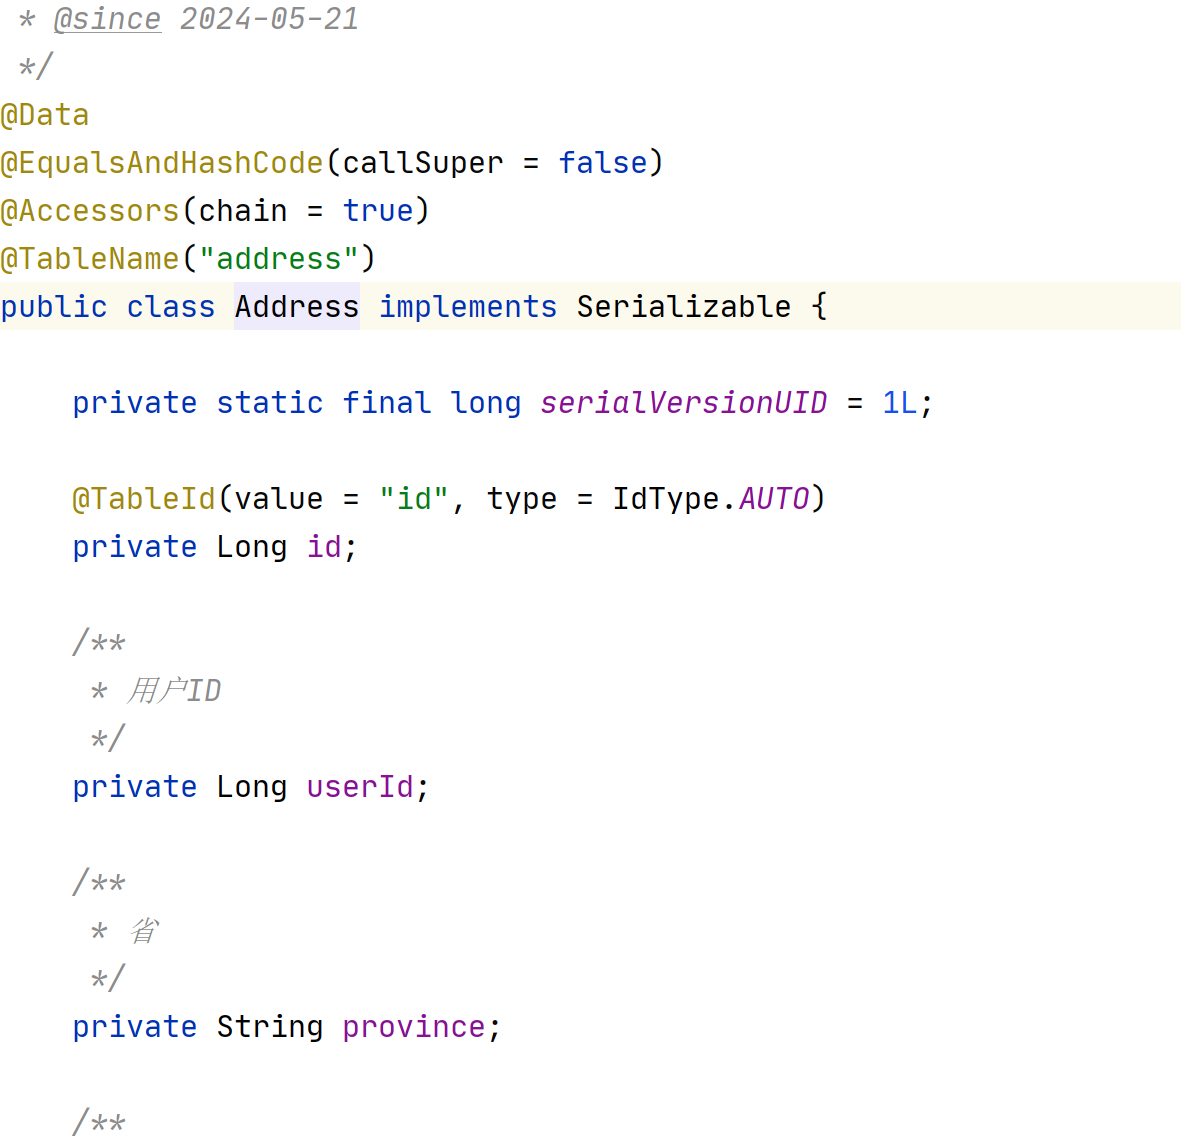 * @since 2024-05-21
*/
@Data
@EqualsAndHashCode(callSuper = false)
@Accessors(chain = true)
@TableName("address")
public class Address implements Serializable {
private static final long serialVersionUID = 1L;
@TableId(value = "id", type = IdType.AUTO)
private Long id;
/**
* 用户ID
*/
private Long userId;
/**
* 省
*/
private String province;
/**